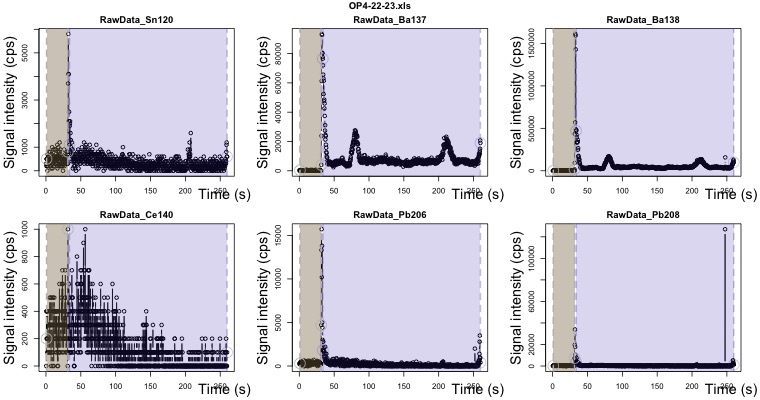 OP4-22-23.xls
RawData_Sn120 RawData_Ba137 RawData_Ba138
Signal intensity (cps) Signal intensity (cps) Signal intensity (cps)
0 1000 3000 5000
0 20000 40000 60000 80000
0 500000 1000000 1500000
0 50 100 150 200 250 0 50 100 150 200 250 0 50 100 150 200 250
Time (s) Time (s) Time (s)
RawData_Ce140 RawData_Pb206 RawData_Pb208
Signal intensity (cps) Signal intensity (cps) Signal intensity (cps)
0 200 400 600 800 1000
0 5000 10000 15000
0 20000 60000 100000
0 50 100 150 200 250 0 50 100 150 200 250 0 50 100 150 200 250
Time (s) Time (s) Time (s)